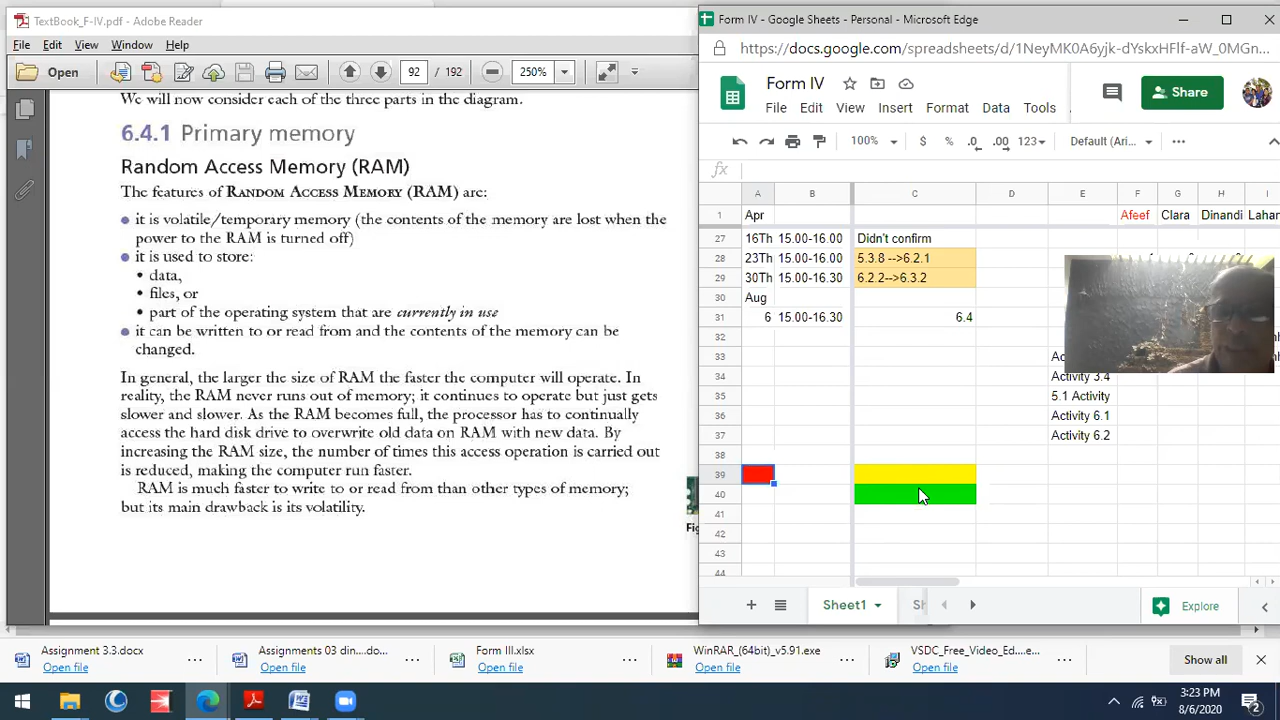 TextBook_F-IV.pdf - Adobe Reader
File Edit View Window Help
Open 92 / 192 250%
We will now consider each of the three parts in the diagram.
6.4.1 Primary memory
Random Access Memory (RAM)
The features of RANDOM ACCESS MEMORY (RAM) are:
● it is volatile/temporary memory (the contents of the memory are lost when the
power to the RAM is turned off)
● it is used to store:
• data,
• files, or
• part of the operating system that are currently in use
● it can be written to or read from and the contents of the memory can be
changed.
In general, the larger the size of RAM the faster the computer will operate. In
reality, the RAM never runs out of memory; it continues to operate but just gets
slower and slower. As the RAM becomes full, the processor has to continually
access the hard disk drive to overwrite old data on RAM with new data. By
increasing the RAM size, the number of times this access operation is carried out
is reduced, making the computer run faster.
RAM is much faster to write to or read from than other types of memory;
but its main drawback is its volatility.
Fig
Form IV - Google Sheets - Personal - Microsoft Edge
https://docs.google.com/spreadsheets/d/1NeyMK0A6yjk-dYskxHFlf-aW_0MGn...
Form IV
Share
File Edit View Insert Format Data Tools
100% $ % .0 .00 123 Default (Ari...
fx
A B C D E F G H I
1 Apr Afeef Clara Dinandi Lahar
27 16Th 15.00-16.00 Didn't confirm
28 23Th 15.00-16.00 5.3.8 -->6.2.1
29 30Th 15.00-16.30 6.2.2-->6.3.2
30 Aug
31 6 15.00-16.30 6.4
32
33
34 Activity 3.4
35 5.1 Activity
36 Activity 6.1
37 Activity 6.2
38
39
40
41
42
43
44
Sheet1 Explore
Assignment 3.3.docx
Open file
Assignments 03 din....do...
Open file
Form III.xlsx
Open file
WinRAR_(64bit)_v5.91.exe
Open file
VSDC_Free_Video_Ed....e...
Open file
Show all
3:23 PM
8/6/2020
2